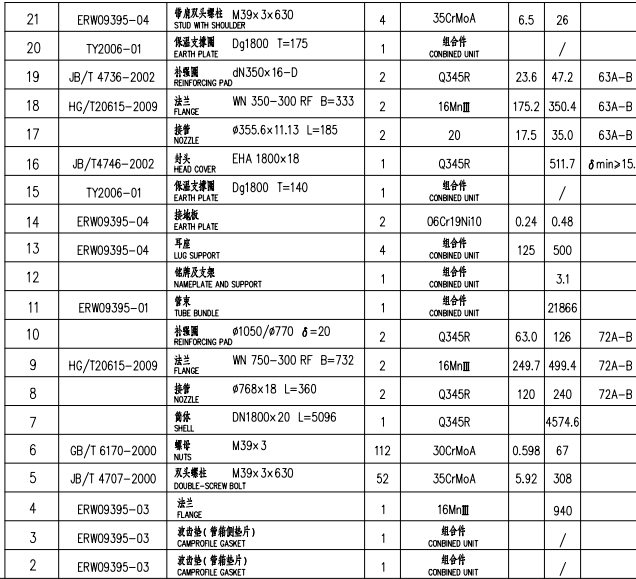 21 ERW09395-04 带肩双头螺柱 M39×3×630 4 35CrMoA 6.5 26
STUD WITH SHOULDER
20 TY2006-01 保温支撑圈 Dg1800 T=175 1 组合件 /
EARTH PLATE CONBINED UNIT
19 JB/T 4736-2002 补强圈 dN350×16-D 2 Q345R 23.6 47.2 63A-B
REINFORCING PAD
18 HG/T20615-2009 法兰 WN 350-300 RF B=333 2 16MnⅢ 175.2 350.4 63A-B
FLANGE
17 接管 ø355.6×11.13 L=185 2 20 17.5 35.0 63A-B
NOZZLE
16 JB/T4746-2002 封头 EHA 1800×18 1 Q345R 511.7 δmin≥15.
HEAD COVER
15 TY2006-01 保温支撑圈 Dg1800 T=140 1 组合件 /
EARTH PLATE CONBINED UNIT
14 ERW09395-04 接地板 2 06Cr19Ni10 0.24 0.48
EARTH PLATE
13 ERW09395-04 耳座 4 组合件 125 500
LUG SUPPORT CONBINED UNIT
12 铭牌及支架 1 组合件 3.1
NAMEPLATE AND SUPPORT CONBINED UNIT
11 ERW09395-01 管束 1 组合件 21866
TUBE BUNDLE CONBINED UNIT
10 补强圈 ø1050/ø770 δ=20 2 Q345R 63.0 126 72A-B
REINFORCING PAD
9 HG/T20615-2009 法兰 WN 750-300 RF B=732 2 16MnⅢ 249.7 499.4 72A-B
FLANGE
8 接管 ø768×18 L=360 2 Q345R 120 240 72A-B
NOZZLE
7 筒体 DN1800×20 L=5096 1 Q345R 4574.6
SHELL
6 GB/T 6170-2000 螺母 M39×3 112 30CrMoA 0.598 67
NUTS
5 JB/T 4707-2000 双头螺柱 M39×3×630 52 35CrMoA 5.92 308
DOUBLE-SCREW BOLT
4 ERW09395-03 法兰 1 16MnⅢ 940
FLANGE
3 ERW09395-03 波齿垫(管箱侧垫片) 1 组合件 /
CAMPROFILE GASKET CONBINED UNIT
2 ERW09395-03 波齿垫(管箱垫片) 1 组合件 /
CAMPROFILE GASKET CONBINED UNIT